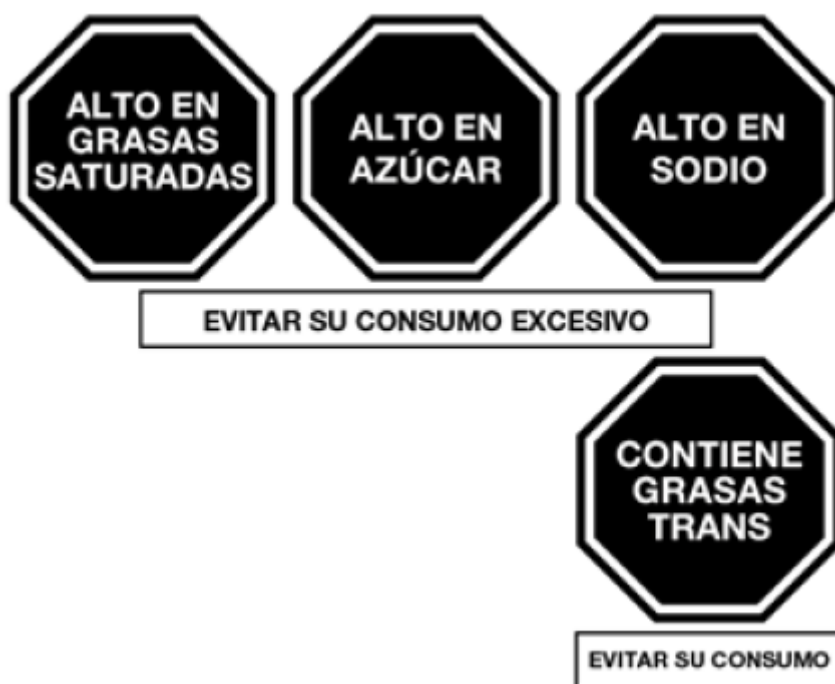 ALTO EN
GRASAS
SATURADAS
ALTO EN
AZÚCAR
ALTO EN
SODIO
EVITAR SU CONSUMO EXCESIVO
CONTIENE
GRASAS
TRANS
EVITAR SU CONSUMO